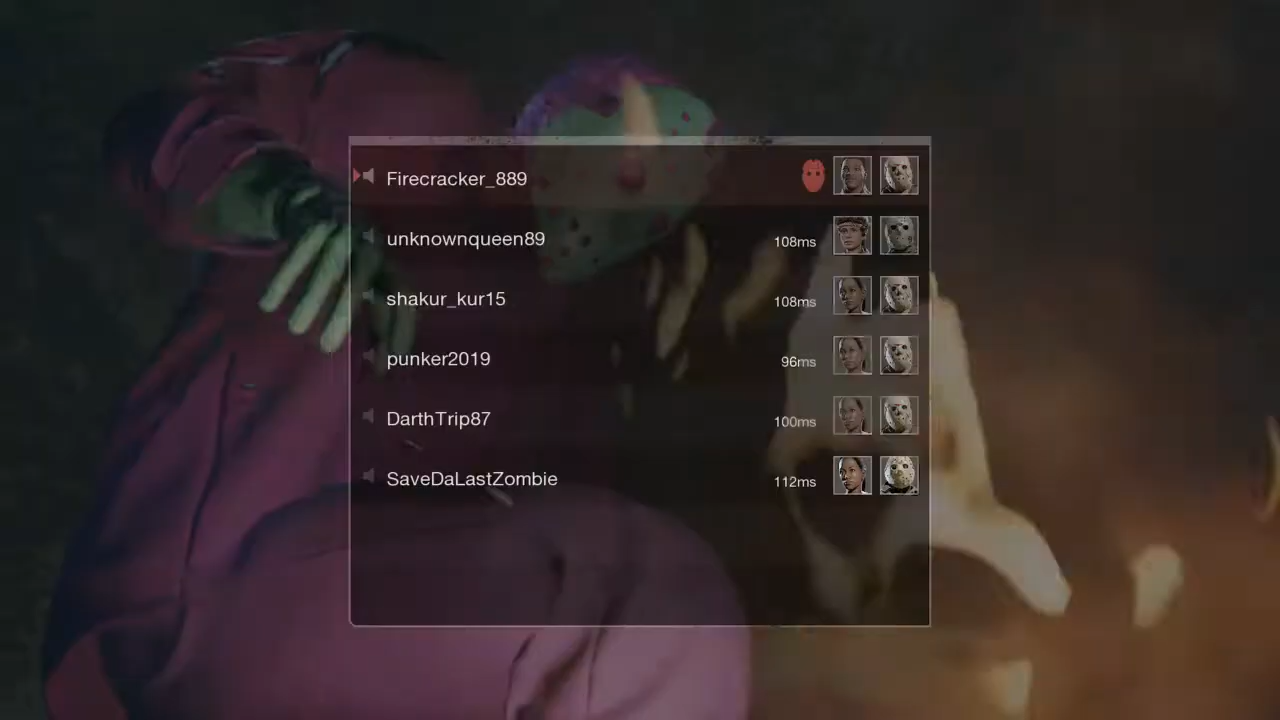 Firecracker_889
unknownqueen89 108ms
shakur_kur15 108ms
punker2019 96ms
DarthTrip87 100ms
SaveDaLastZombie 112ms